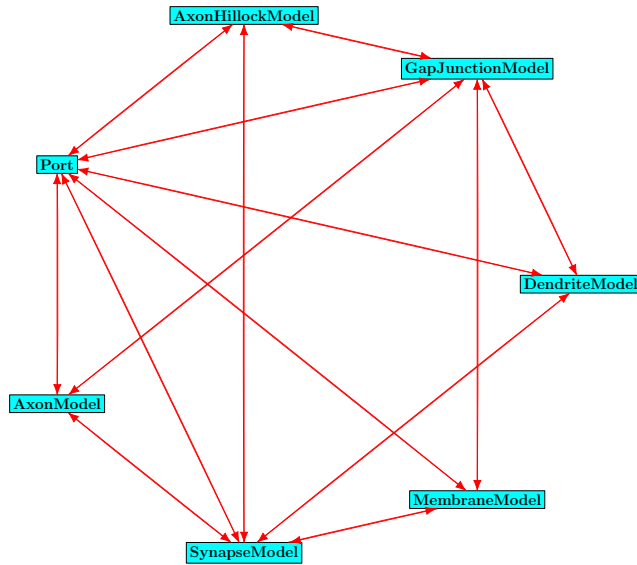 AxonHillockModel
GapJunctionModel
Port
DendriteModel
AxonModel
MembraneModel
SynapseModel